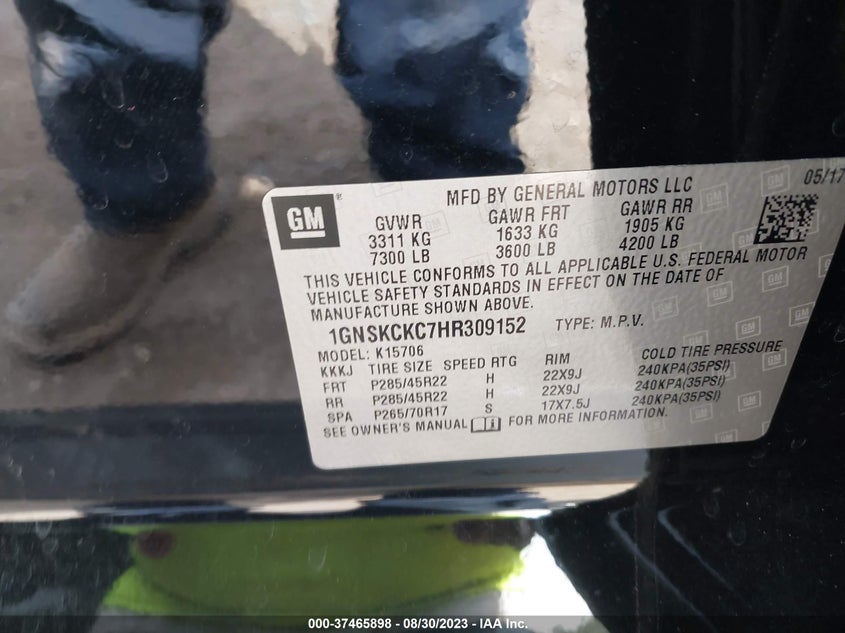 GM
MFD BY GENERAL MOTORS LLC 05/17
GVWR GAWR FRT GAWR RR
3311 KG 1633 KG 1905 KG
7300 LB 3600 LB 4200 LB
THIS VEHICLE CONFORMS TO ALL APPLICABLE U.S. FEDERAL MOTOR
VEHICLE SAFETY STANDARDS IN EFFECT ON THE DATE OF
MANUFACTURE SHOWN ABOVE.
1GNSKCKC7HR309152 TYPE: M.P.V.
MODEL: K15706
KKKJ TIRE SIZE SPEED RTG RIM COLD TIRE PRESSURE
FRT P285/45R22 H 22X9J 240KPA(35PSI)
RR P285/45R22 H 22X9J 240KPA(35PSI)
SPA P265/70R17 S 17X7.5J 240KPA(35PSI)
SEE OWNER'S MANUAL FOR MORE INFORMATION.
000-37465898 - 08/30/2023 - IAA Inc.